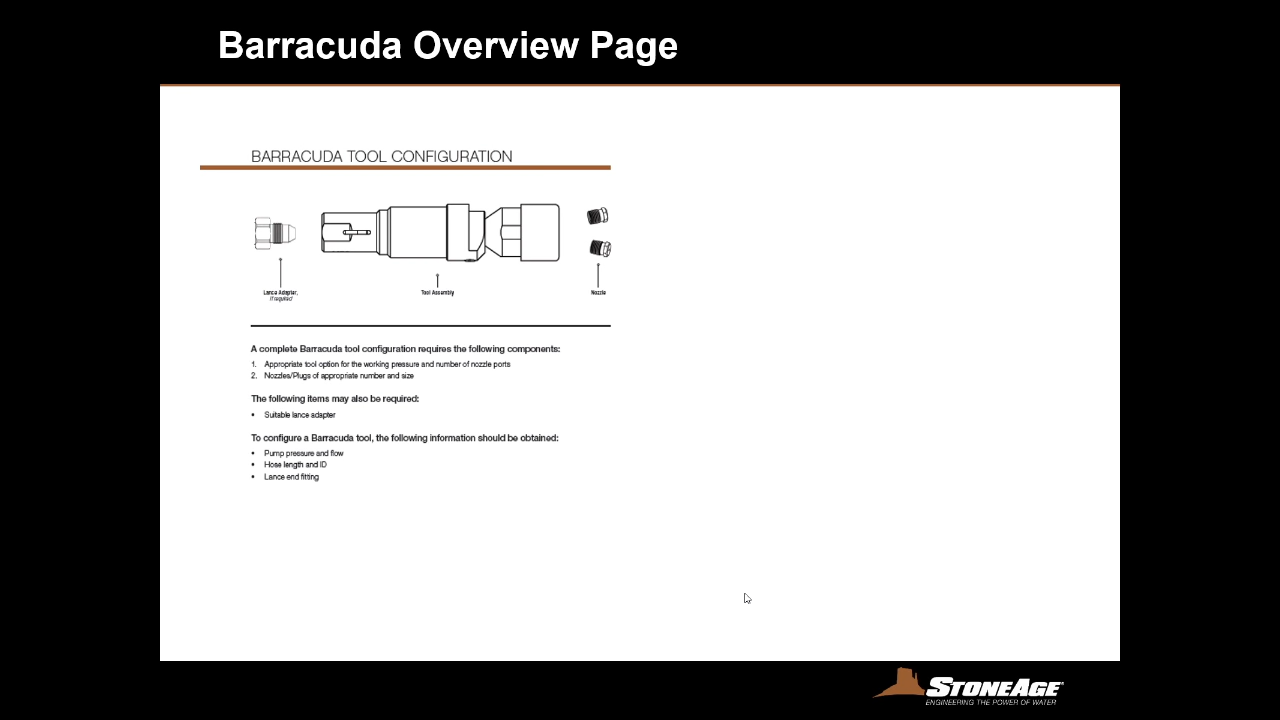 Barracuda Overview Page
BARRACUDA TOOL CONFIGURATION
Lance Adapter,
if required
Tool Assembly
Nozzle
A complete Barracuda tool configuration requires the following components:
1. Appropriate tool option for the working pressure and number of nozzle ports
2. Nozzles/Plugs of appropriate number and size
The following items may also be required:
• Suitable lance adapter
To configure a Barracuda tool, the following information should be obtained:
• Pump pressure and flow
• Hose length and ID
• Lance end fitting
STONEAGE®
ENGINEERING THE POWER OF WATER